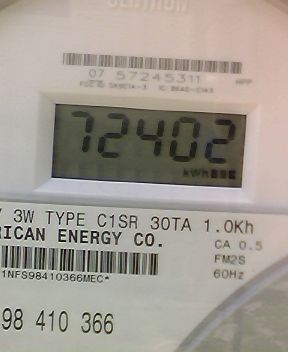 CENTRON
07 57245311
72402
kWh
3W TYPE C1SR 30TA 1.0Kh
RICAN ENERGY CO.
CA 0.5
FM2S
60Hz
1NFS98410366MEC*
98 410 366